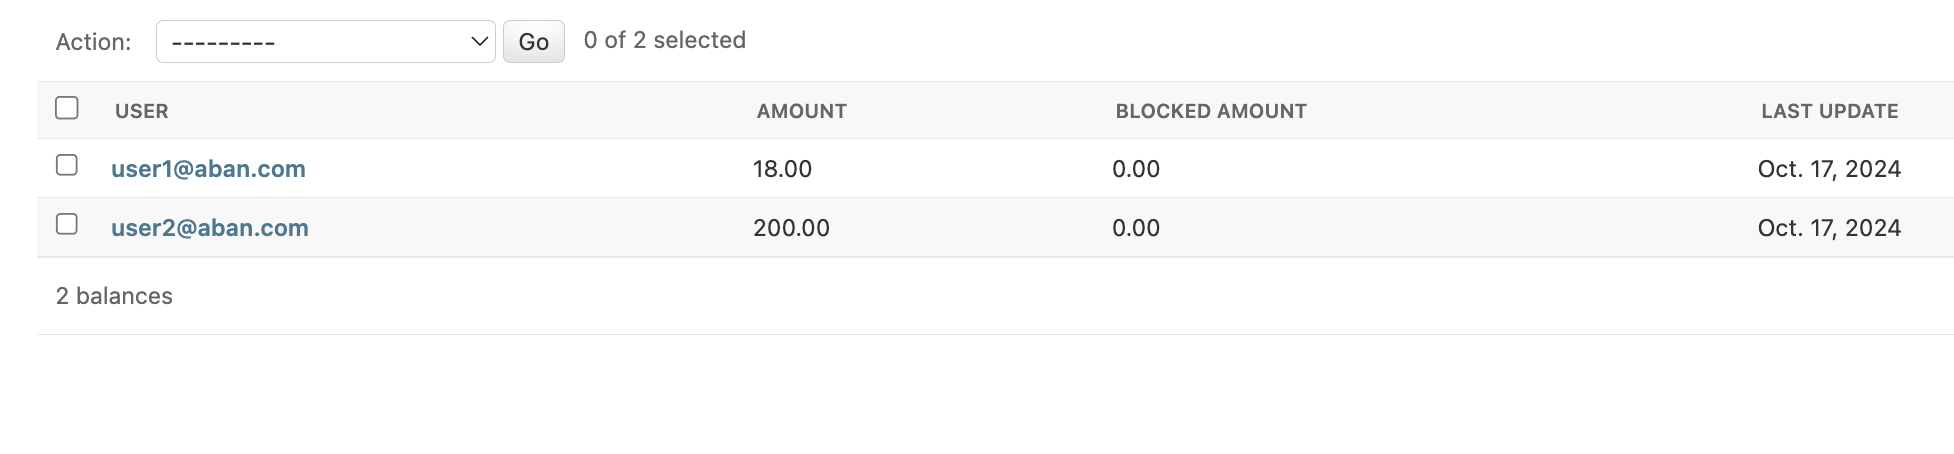 Action: --------- Go 0 of 2 selected
USER AMOUNT BLOCKED AMOUNT LAST UPDATE
user1@aban.com 18.00 0.00 Oct. 17, 2024
user2@aban.com 200.00 0.00 Oct. 17, 2024
2 balances